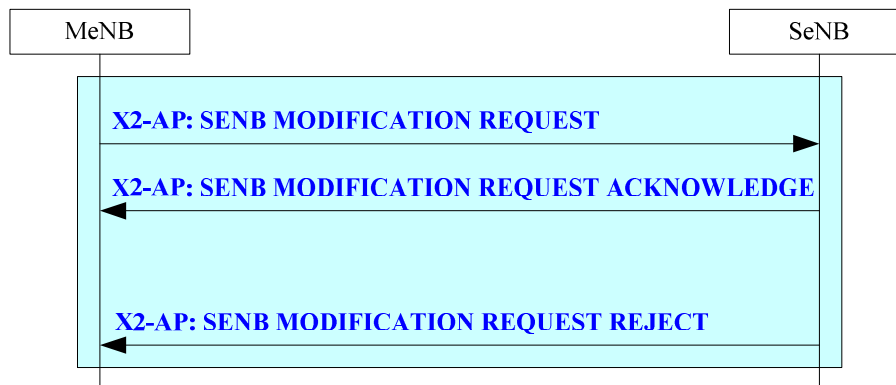 MeNB
SeNB
X2-AP: SENB MODIFICATION REQUEST
X2-AP: SENB MODIFICATION REQUEST ACKNOWLEDGE
X2-AP: SENB MODIFICATION REQUEST REJECT